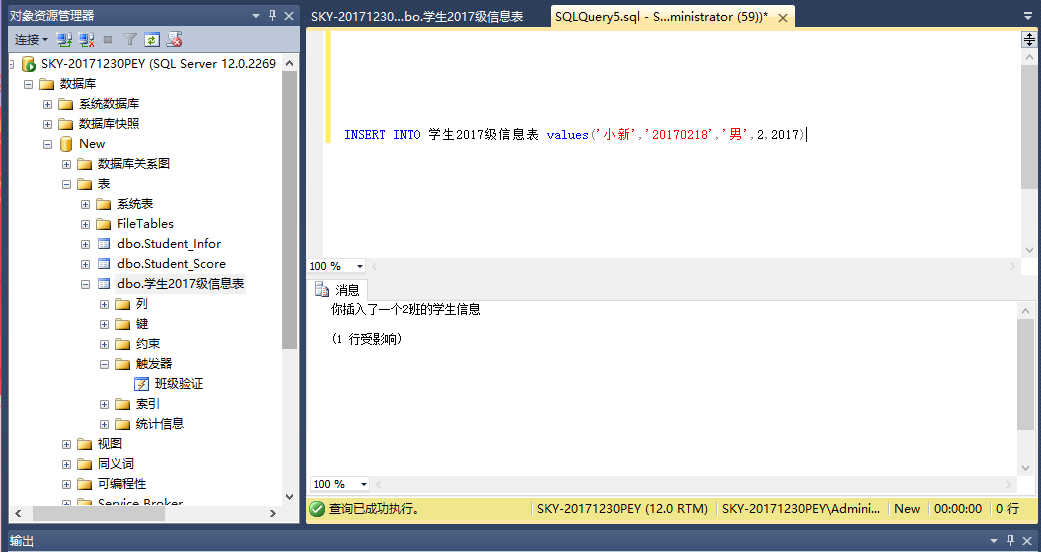 对象资源管理器
连接
SKY-20171230PEY (SQL Server 12.0.2269
数据库
系统数据库
数据库快照
New
数据库关系图
表
系统表
FileTables
dbo.Student_Infor
dbo.Student_Score
dbo.学生2017级信息表
列
键
约束
触发器
班级验证
索引
统计信息
视图
同义词
可编程性
Service Broker
SKY-20171230...bo.学生2017级信息表
SQLQuery5.sql - S...ministrator (59))*
INSERT INTO 学生2017级信息表 values('小新','20170218','男',2,2017)
100 %
消息
你插入了一个2班的学生信息
(1 行受影响)
100 %
查询已成功执行。
SKY-20171230PEY (12.0 RTM)
SKY-20171230PEY\Admini...
New
00:00:00
0 行
输出